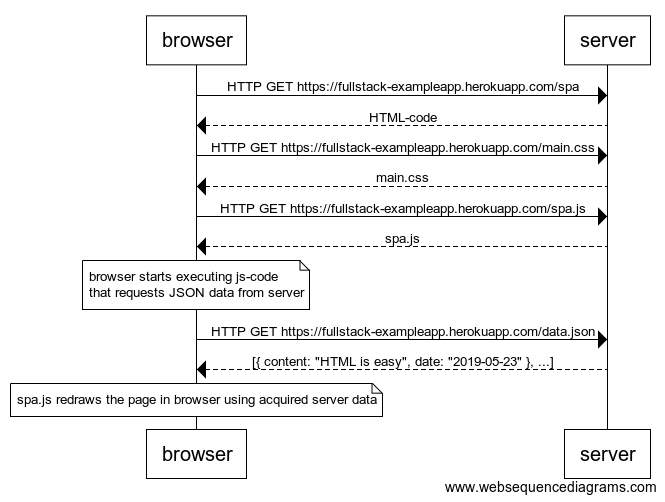 browser server
HTTP GET https://fullstack-exampleapp.herokuapp.com/spa
HTML-code
HTTP GET https://fullstack-exampleapp.herokuapp.com/main.css
main.css
HTTP GET https://fullstack-exampleapp.herokuapp.com/spa.js
spa.js
browser starts executing js-code
that requests JSON data from server
HTTP GET https://fullstack-exampleapp.herokuapp.com/data.json
[{ content: "HTML is easy", date: "2019-05-23" }, ...]
spa.js redraws the page in browser using acquired server data
browser server
www.websequencediagrams.com